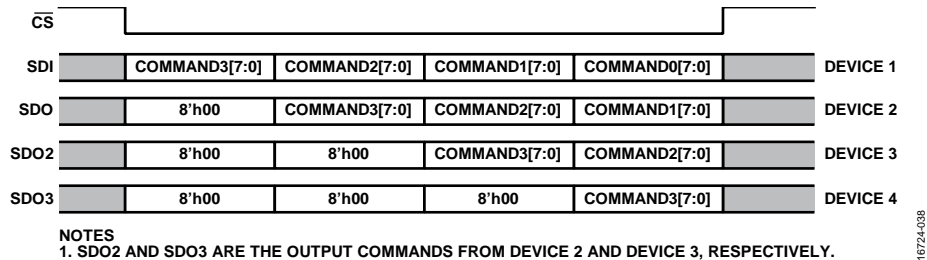 CS
SDI COMMAND3[7:0] COMMAND2[7:0] COMMAND1[7:0] COMMAND0[7:0] DEVICE 1
SDO 8’h00 COMMAND3[7:0] COMMAND2[7:0] COMMAND1[7:0] DEVICE 2
SDO2 8’h00 8’h00 COMMAND3[7:0] COMMAND2[7:0] DEVICE 3
SDO3 8’h00 8’h00 8’h00 COMMAND3[7:0] DEVICE 4
NOTES
1. SDO2 AND SDO3 ARE THE OUTPUT COMMANDS FROM DEVICE 2 AND DEVICE 3, RESPECTIVELY.
16724-038